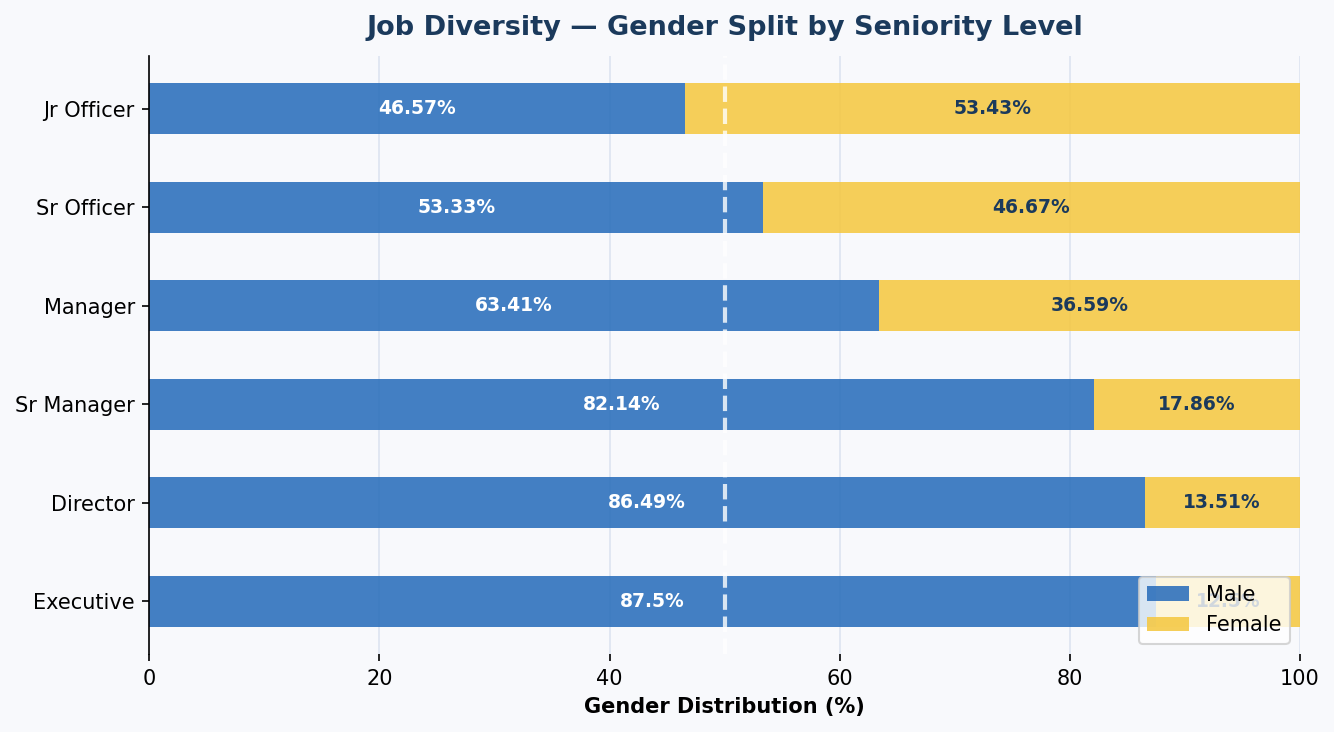 Job Diversity — Gender Split by Seniority Level
Jr Officer 46.57% 53.43%
Sr Officer 53.33% 46.67%
Manager 63.41% 36.59%
Sr Manager 82.14% 17.86%
Director 86.49% 13.51%
Executive 87.5% 12.5%
Male
Female
0 20 40 60 80 100
Gender Distribution (%)